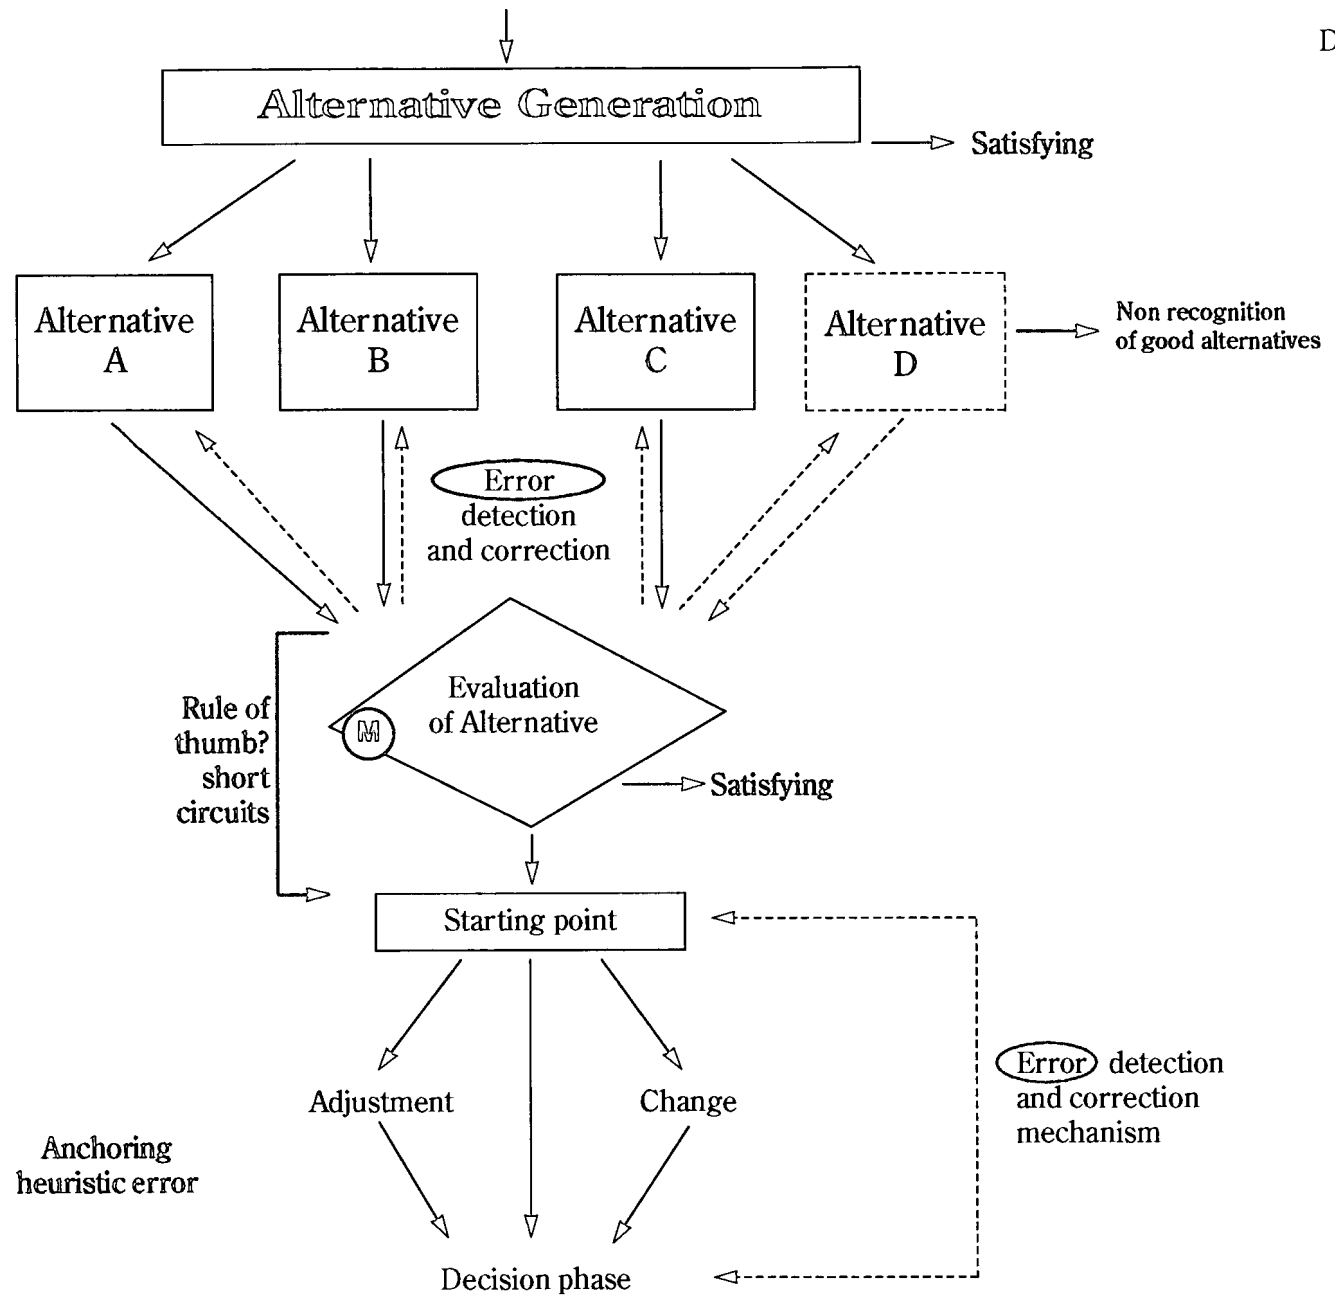 D
Alternative Generation
Satisfying
Alternative
A
Alternative
B
Alternative
C
Alternative
D
Non recognition
of good alternatives
Error
detection
and correction
Evaluation
of Alternative
M
Rule of
thumb?
short
circuits
Satisfying
Starting point
Adjustment
Change
Error detection
and correction
mechanism
Anchoring
heuristic error
Decision phase